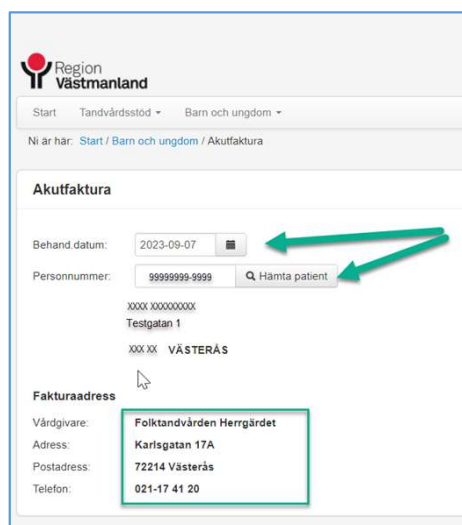 Region
Västmanland
Start Tandvårdsstöd Barn och ungdom
Ni är här: Start / Barn och ungdom / Akutfaktura
Akutfaktura
Behand.datum: 2023-09-07
Personnummer: 99999999-9999 Hämta patient
XXXX XXXXXXXXX
Testgatan 1
XXX XX VÄSTERÅS
Fakturaadress
Vårdgivare: Folktandvården Herrgärdet
Adress: Karlsgatan 17A
Postadress: 72214 Västerås
Telefon: 021-17 41 20